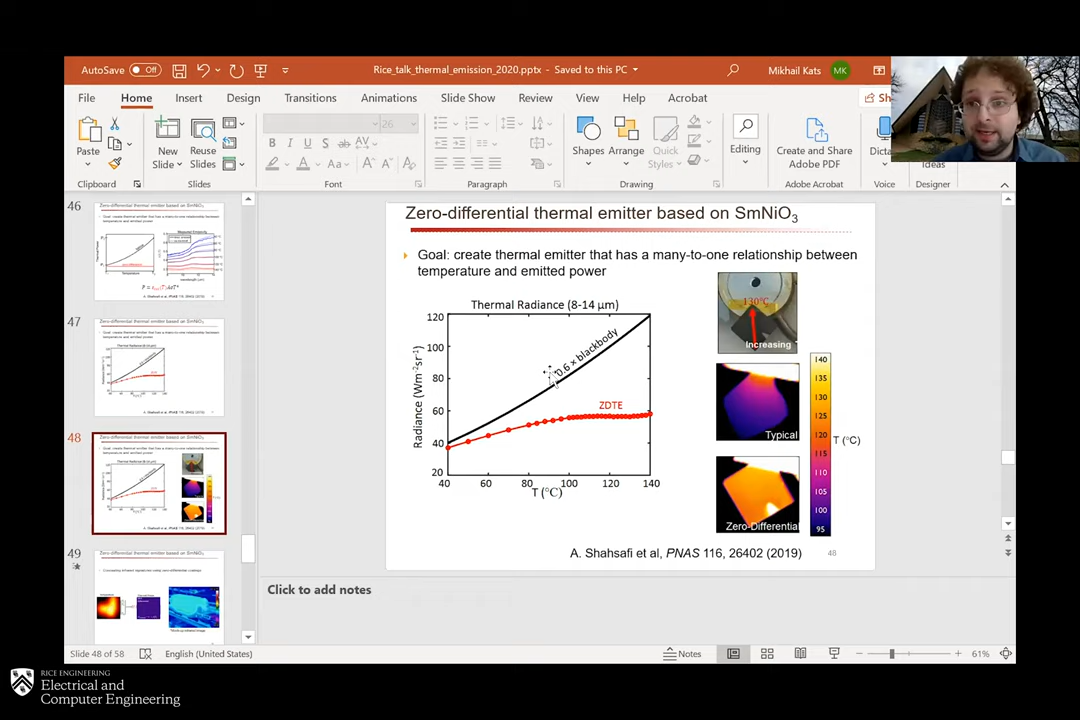 AutoSave Off
Rice_talk_thermal_emission_2020.pptx - Saved to this PC
Mikhail Kats MK
File Home Insert Design Transitions Animations Slide Show Review View Help Acrobat Sh
26
Paste
New
Slide
Reuse
Slides
Shapes
Arrange
Quick
Styles
Editing
Create and Share
Adobe PDF
Dicta
Ideas
Clipboard
Slides
Font
Paragraph
Drawing
Adobe Acrobat
Voice
Designer
46
47
48
49
Zero-differential thermal emitter based on SmNiO3
Goal: create thermal emitter that has a many-to-one relationship between
temperature and emitted power
Thermal Radiance (8-14 μm)
Radiance (Wm-2sr-1)
120
100
80
60
40
20
0.6 × blackbody
ZDTE
40 60 80 100 120 140
T (°C)
130°C
Increasing
Typical
Zero-Differential
140
135
130
125
120
115
110
105
100
95
T (°C)
A. Shahsafi et al, PNAS 116, 26402 (2019)
48
Click to add notes
Slide 48 of 58
English (United States)
Notes
61%
RICE ENGINEERING
Electrical and
Computer Engineering